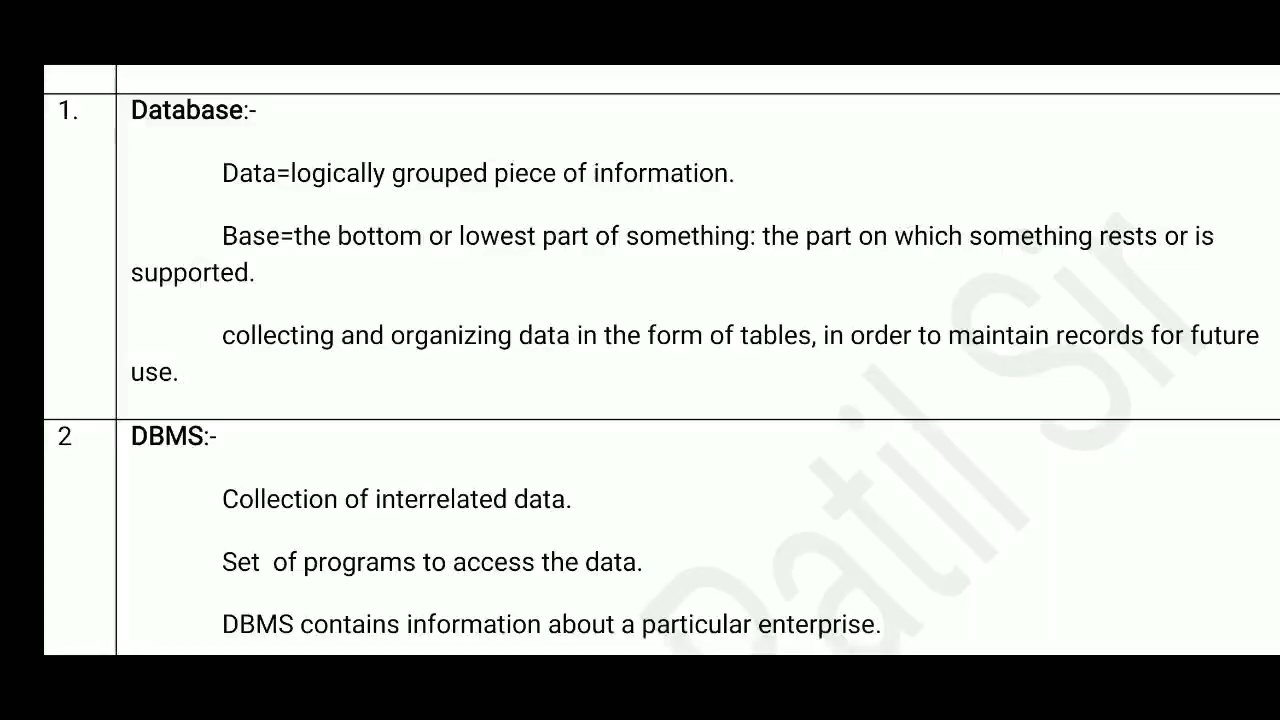 1.
Database:-
Data=logically grouped piece of information.
Base=the bottom or lowest part of something: the part on which something rests or is
supported.
collecting and organizing data in the form of tables, in order to maintain records for future
use.
2
DBMS:-
Collection of interrelated data.
Set  of programs to access the data.
DBMS contains information about a particular enterprise.
Patil Sir